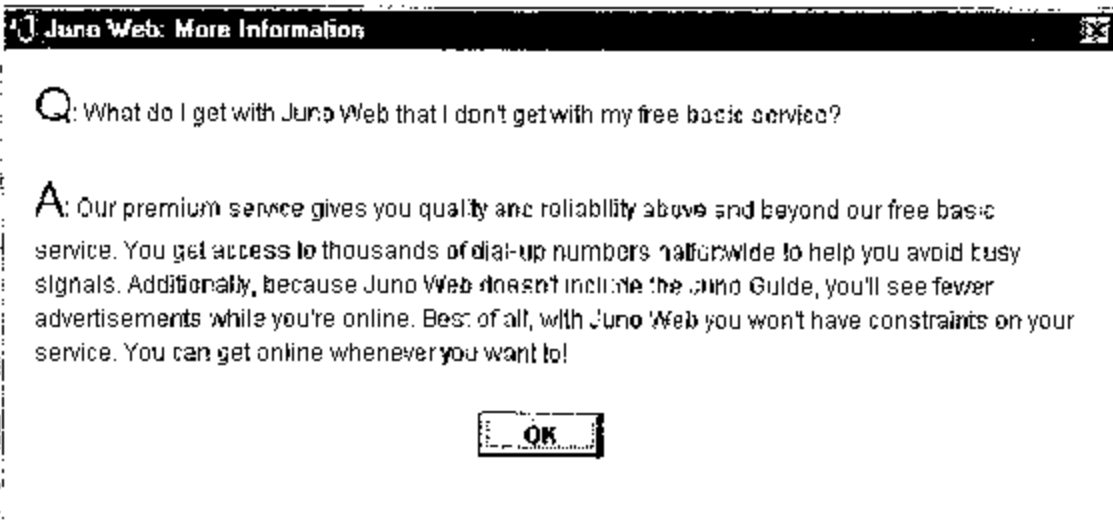 Juno Web: More Information
Q: What do I get with Juno Web that I don't get with my free basic service?
A: Our premium service gives you quality and reliability above and beyond our free basic
service. You get access to thousands of dial-up numbers nationwide to help you avoid busy
signals. Additionally, because Juno Web doesn't include the Juno Guide, you'll see fewer
advertisements while you're online. Best of all, with Juno Web you won't have constraints on your
service. You can get online whenever you want to!
OK